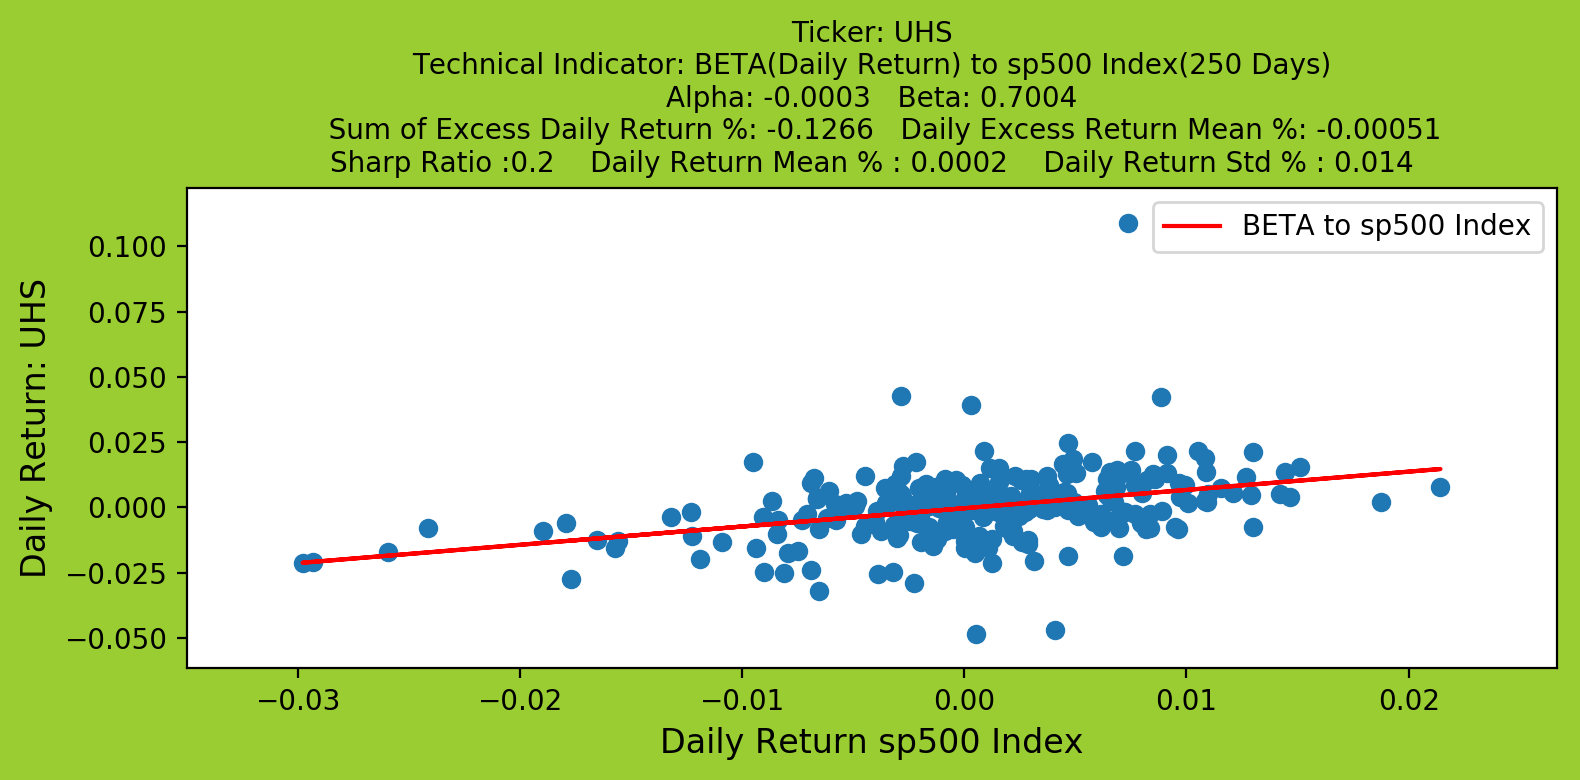 Ticker: UHS
Technical Indicator: BETA(Daily Return) to sp500 Index(250 Days)
Alpha: -0.0003   Beta: 0.7004
Sum of Excess Daily Return %: -0.1266   Daily Excess Return Mean %: -0.00051
Sharp Ratio :0.2    Daily Return Mean % : 0.0002    Daily Return Std % : 0.014
BETA to sp500 Index
Daily Return: UHS
0.100
0.075
0.050
0.025
0.000
−0.025
−0.050
−0.03 −0.02 −0.01 0.00 0.01 0.02
Daily Return sp500 Index